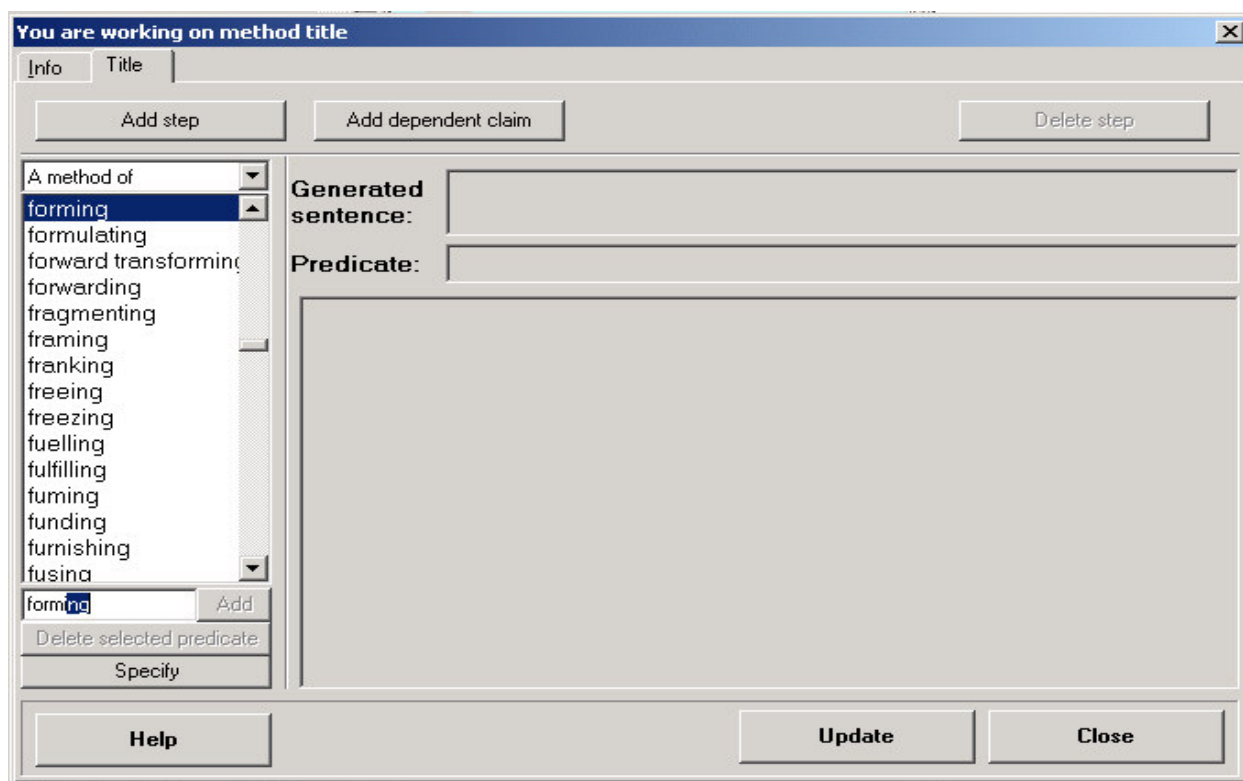 You are working on method title
Info Title
Add step Add dependent claim Delete step
A method of
forming
formulating
forward transforming
forwarding
fragmenting
framing
franking
freeing
freezing
fuelling
fulfilling
fuming
funding
furnishing
fusing
forming Add
Delete selected predicate
Specify
Generated
sentence:
Predicate:
Help Update Close